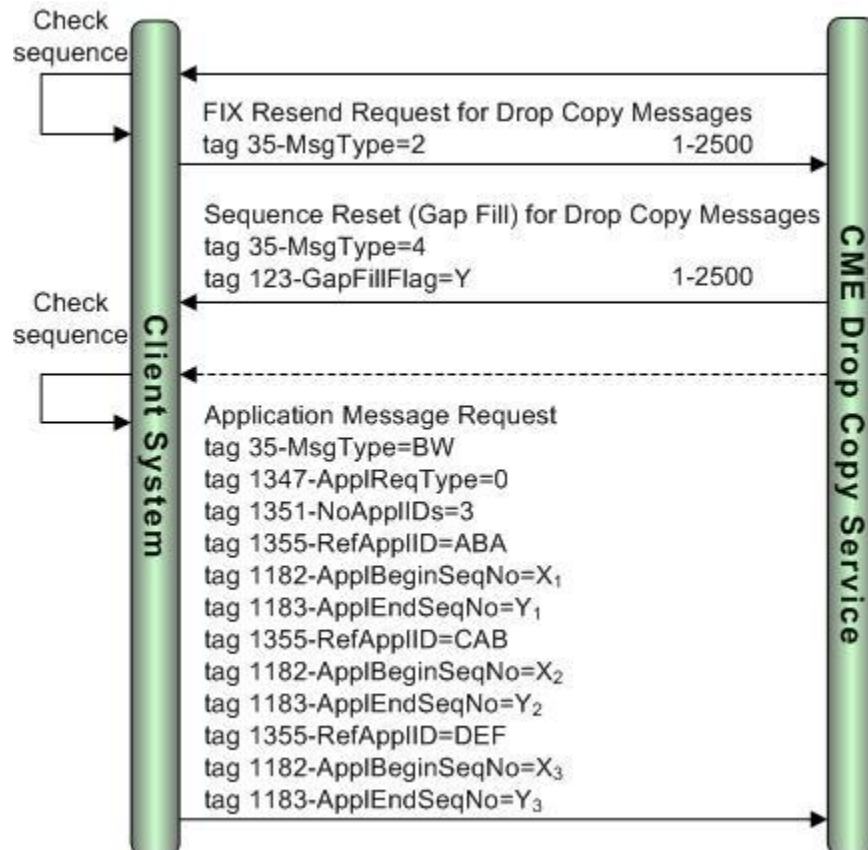 Check
sequence
FIX Resend Request for Drop Copy Messages
tag 35-MsgType=2 1-2500
Sequence Reset (Gap Fill) for Drop Copy Messages
tag 35-MsgType=4
tag 123-GapFillFlag=Y 1-2500
Check
sequence
Application Message Request
tag 35-MsgType=BW
tag 1347-ApplReqType=0
tag 1351-NoApplIDs=3
tag 1355-RefApplID=ABA
tag 1182-ApplBeginSeqNo=X₁
tag 1183-ApplEndSeqNo=Y₁
tag 1355-RefApplID=CAB
tag 1182-ApplBeginSeqNo=X₂
tag 1183-ApplEndSeqNo=Y₂
tag 1355-RefApplID=DEF
tag 1182-ApplBeginSeqNo=X₃
tag 1183-ApplEndSeqNo=Y₃
Client System
CME Drop Copy Service